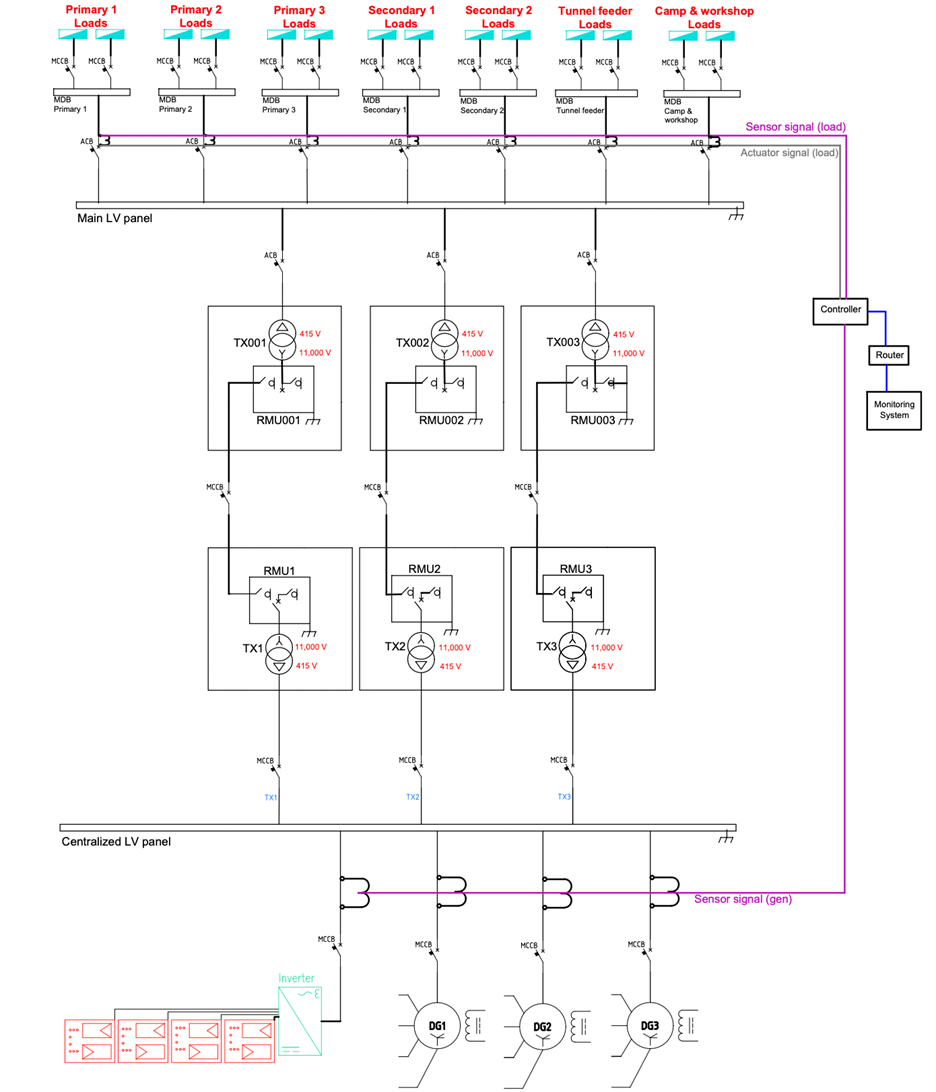 Primary 1
Loads
Primary 2
Loads
Primary 3
Loads
Secondary 1
Loads
Secondary 2
Loads
Tunnel feeder
Loads
Camp & workshop
Loads
MCCB MCCB MCCB MCCB MCCB MCCB MCCB MCCB MCCB MCCB MCCB MCCB MCCB MCCB
MDB
Primary 1
MDB
Primary 2
MDB
Primary 3
MDB
Secondary 1
MDB
Secondary 2
MDB
Tunnel feeder
MDB
Camp &
workshop
Sensor signal (load)
ACB ACB ACB ACB ACB ACB ACB
Actuator signal (load)
Main LV panel
ACB ACB ACB
Controller
Router
Monitoring
System
TX001 415 V
11,000 V
RMU001
TX002 415 V
11,000 V
RMU002
TX003 415 V
11,000 V
RMU003
MCCB MCCB MCCB
RMU1
TX1 11,000 V
415 V
RMU2
TX2 11,000 V
415 V
RMU3
TX3 11,000 V
415 V
MCCB MCCB MCCB
TX1 TX2 TX3
Centralized LV panel
Sensor signal (gen)
MCCB MCCB MCCB MCCB
Inverter
DG1 DG2 DG3